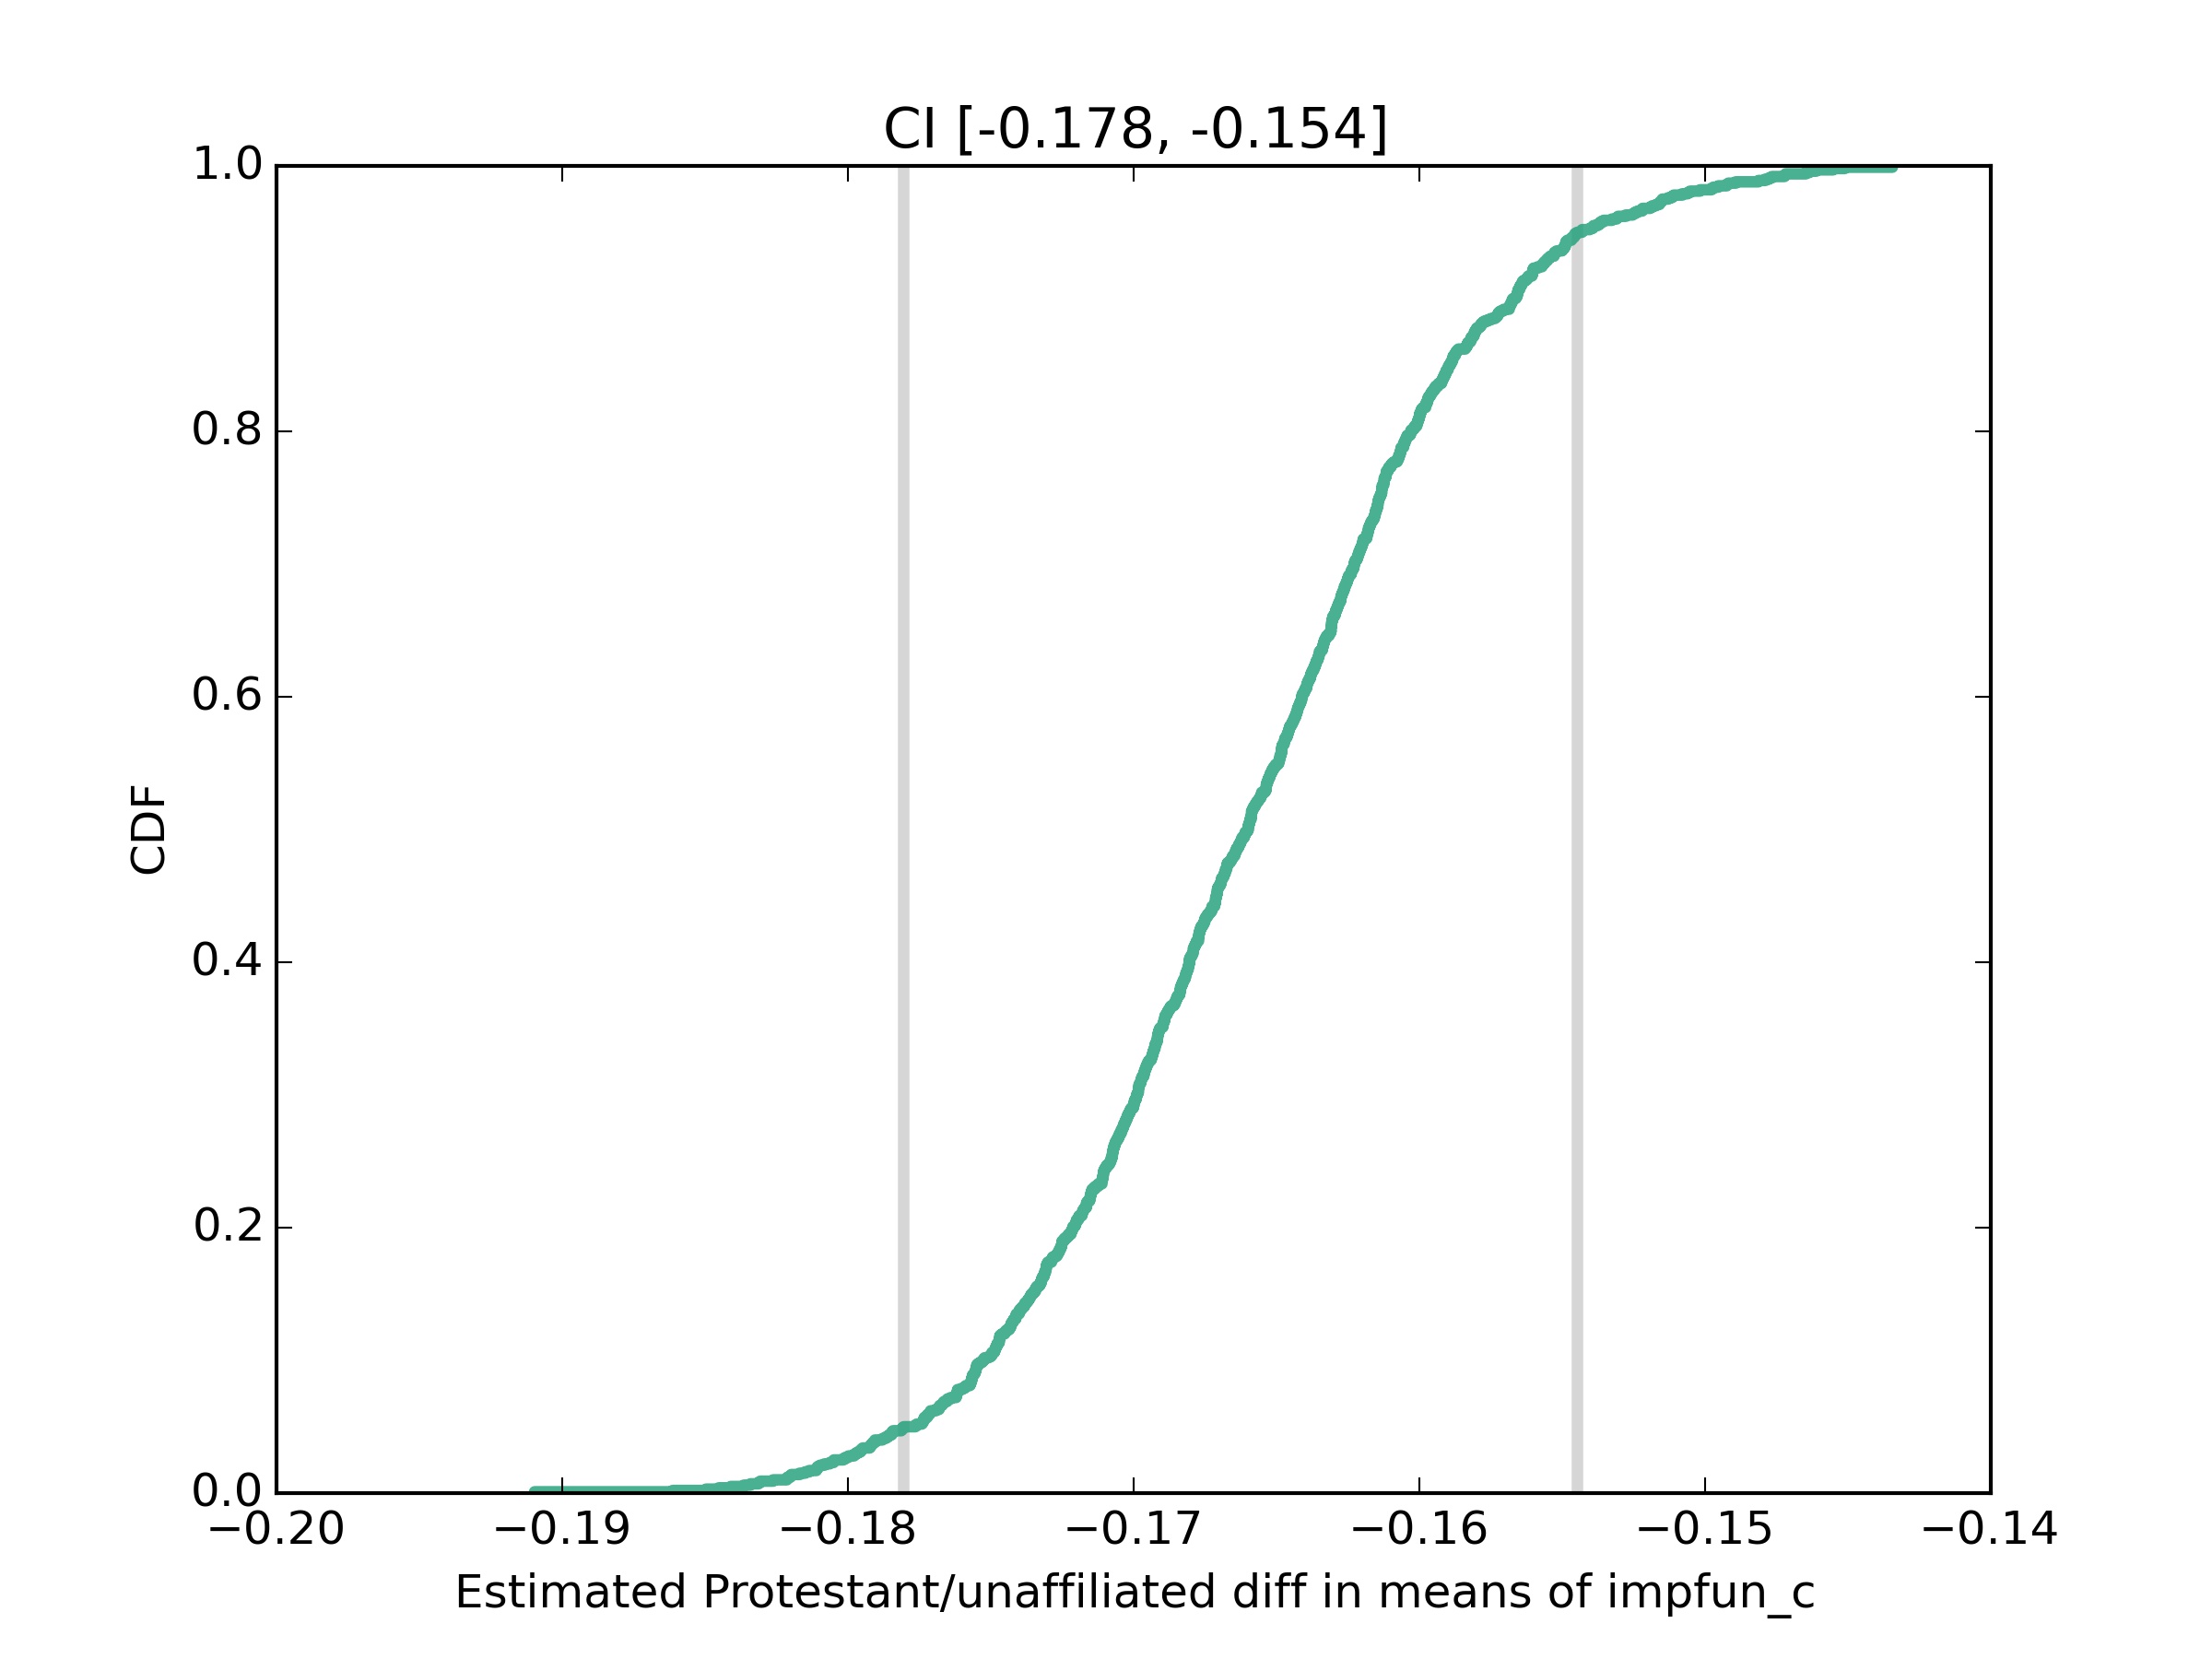 CI [-0.178, -0.154]
1.0
0.8
0.6
0.4
0.2
0.0
CDF
−0.20 −0.19 −0.18 −0.17 −0.16 −0.15 −0.14
Estimated Protestant/unaffiliated diff in means of impfun_c